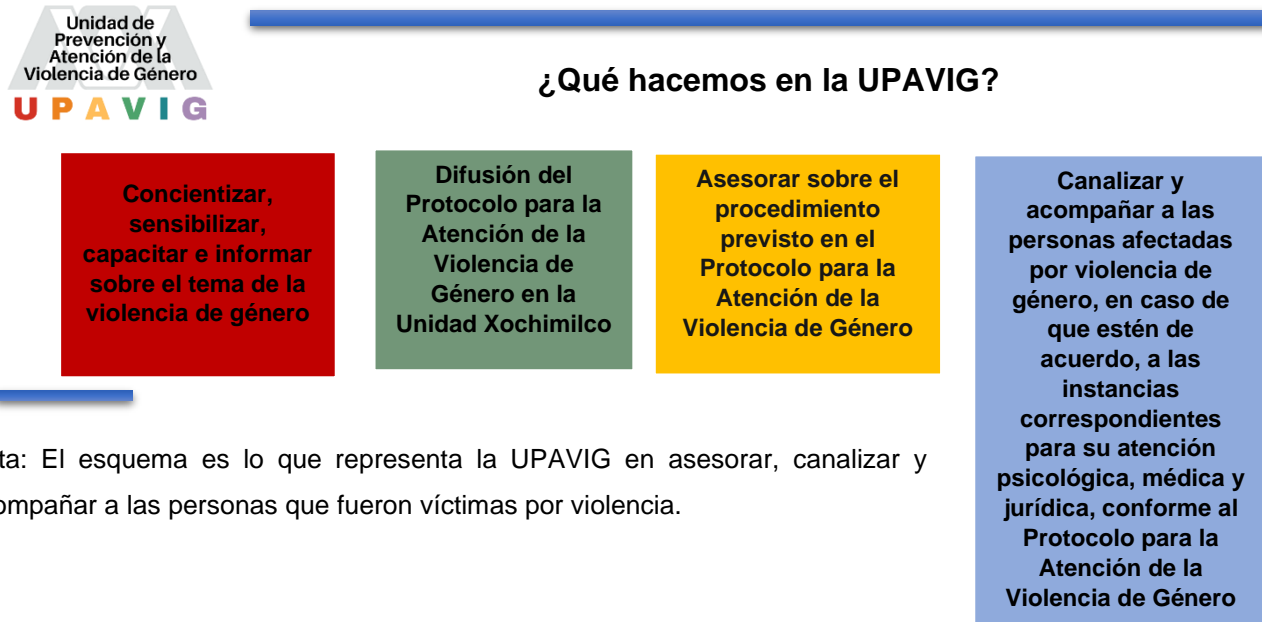 Unidad de
Prevención y
Atención de la
Violencia de Género
UPAVIG
¿Qué hacemos en la UPAVIG?
Concientizar,
sensibilizar,
capacitar e informar
sobre el tema de la
violencia de género
Difusión del
Protocolo para la
Atención de la
Violencia de
Género en la
Unidad Xochimilco
Asesorar sobre el
procedimiento
previsto en el
Protocolo para la
Atención de la
Violencia de Género
Canalizar y
acompañar a las
personas afectadas
por violencia de
género, en caso de
que estén de
acuerdo, a las
instancias
correspondientes
para su atención
psicológica, médica y
jurídica, conforme al
Protocolo para la
Atención de la
Violencia de Género
ta: El esquema es lo que representa la UPAVIG en asesorar, canalizar y
ompañar a las personas que fueron víctimas por violencia.